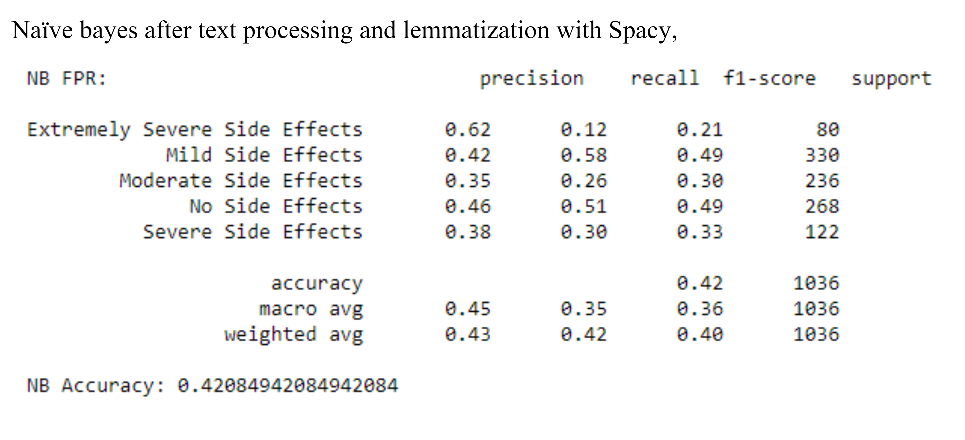 Naïve bayes after text processing and lemmatization with Spacy,
NB FPR: precision recall f1-score support
Extremely Severe Side Effects 0.62 0.12 0.21 80
Mild Side Effects 0.42 0.58 0.49 330
Moderate Side Effects 0.35 0.26 0.30 236
No Side Effects 0.46 0.51 0.49 268
Severe Side Effects 0.38 0.30 0.33 122
accuracy 0.42 1036
macro avg 0.45 0.35 0.36 1036
weighted avg 0.43 0.42 0.40 1036
NB Accuracy: 0.42084942084942084